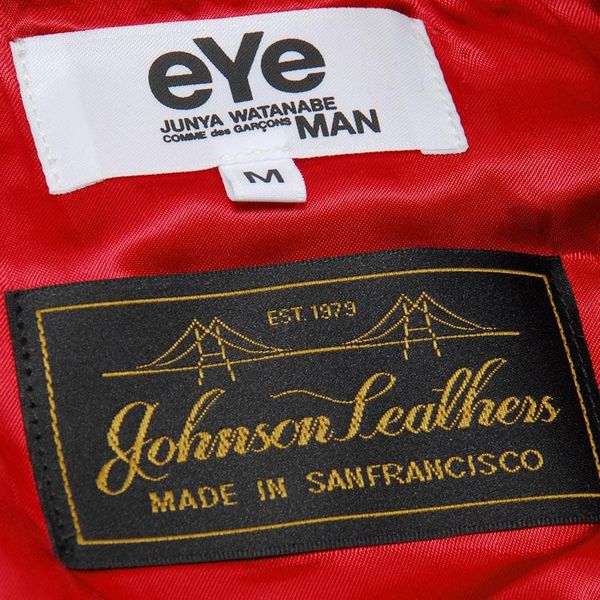 eYe
JUNYA WATANABE
COMME des GARÇONS MAN
M
EST. 1979
Johnson Leathers
MADE IN SANFRANCISCO